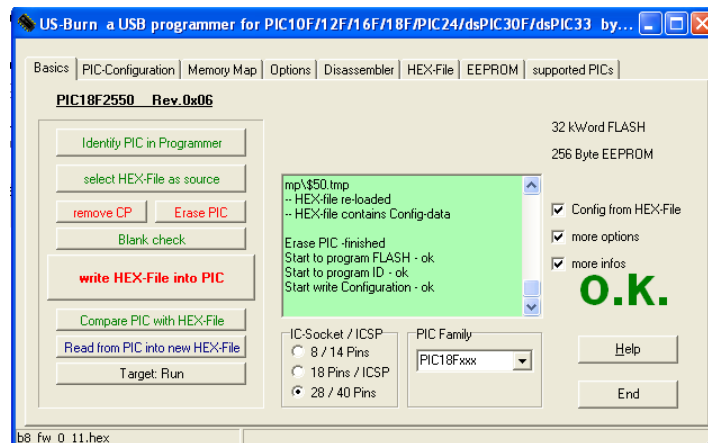 US-Burn a USB programmer for PIC10F/12F/16F/18F/PIC24/dsPIC30F/dsPIC33 by...
Basics PIC-Configuration Memory Map Options Disassembler HEX-File EEPROM supported PICs
PIC18F2550 Rev.0x06
Identify PIC in Programmer
select HEX-File as source
remove CP Erase PIC
Blank check
write HEX-File into PIC
Compare PIC with HEX-File
Read from PIC into new HEX-File
Target: Run
mp\$50.tmp
-- HEX-file re-loaded
-- HEX-file contains Config-data
Erase PIC -finished
Start to program FLASH - ok
Start to program ID - ok
Start write Configuration - ok
IC-Socket / ICSP
8 / 14 Pins
18 Pins / ICSP
28 / 40 Pins
PIC Family
PIC18Fxxx
32 kWord FLASH
256 Byte EEPROM
Config from HEX-File
more options
more infos
o.k.
Help
End
b8_fw_0_11.hex